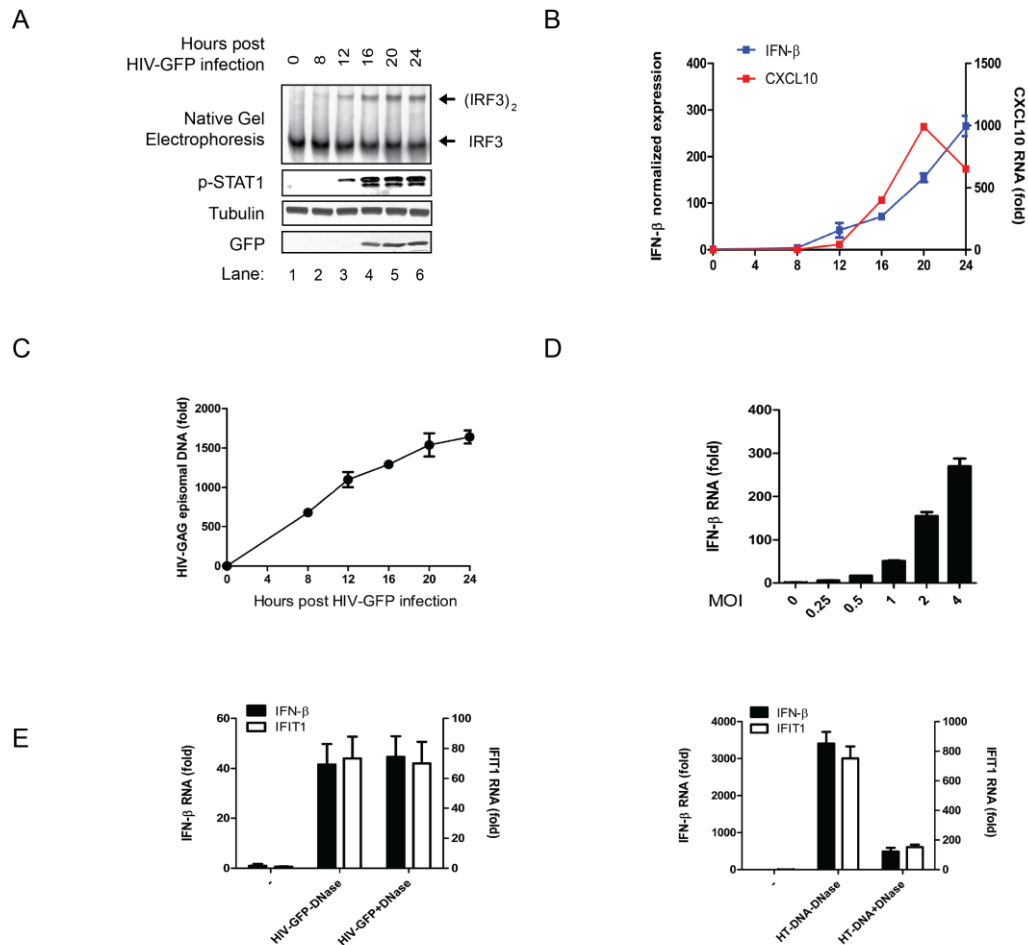 A
Hours post
HIV-GFP infection
0 8 12 16 20 24
Native Gel
Electrophoresis
(IRF3)2
IRF3
p-STAT1
Tubulin
GFP
Lane: 1 2 3 4 5 6
B
IFN-β
CXCL10
IFN-β normalized expression
400
300
200
100
0
CXCL10 RNA (fold)
1500
1000
500
0
0 4 8 12 16 20 24
C
HIV-GAG episomal DNA (fold)
2000
1500
1000
500
0
0 4 8 12 16 20 24
Hours post HIV-GFP infection
D
IFN-β RNA (fold)
400
300
200
100
0
MOI 0 0.25 0.5 1 2 4
E
IFN-β
IFIT1
IFN-β RNA (fold)
60
40
20
0
IFIT1 RNA (fold)
100
80
60
40
20
0
- HIV-GFP-DNase HIV-GFP+DNase
IFN-β
IFIT1
IFN-β RNA (fold)
4000
3000
2000
1000
0
IFIT1 RNA (fold)
1000
800
600
400
200
0
- HT-DNA-DNase HT-DNA+DNase